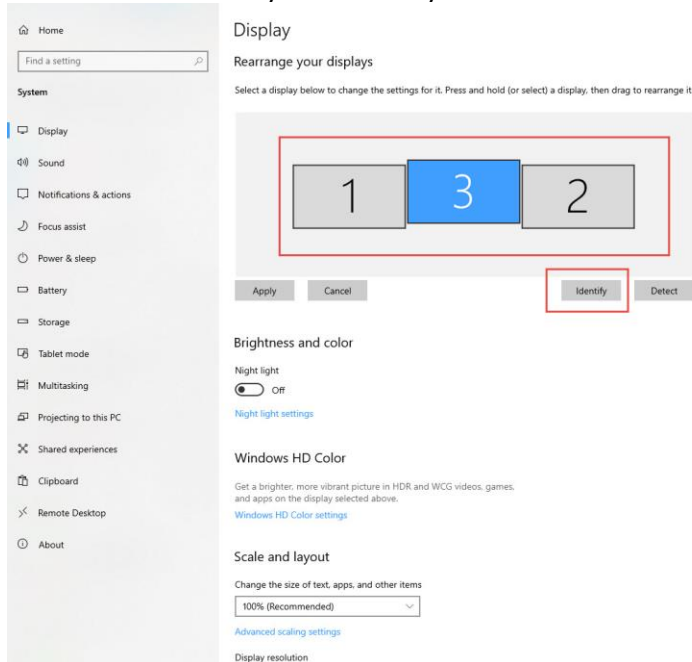 Home
Find a setting
System
Display
Sound
Notifications & actions
Focus assist
Power & sleep
Battery
Storage
Tablet mode
Multitasking
Projecting to this PC
Shared experiences
Clipboard
Remote Desktop
About
Display
Rearrange your displays
Select a display below to change the settings for it. Press and hold (or select) a display, then drag to rearrange it
1 3 2
Apply Cancel Identify Detect
Brightness and color
Night light
Off
Night light settings
Windows HD Color
Get a brighter, more vibrant picture in HDR and WCG videos, games,
and apps on the display selected above.
Windows HD Color settings
Scale and layout
Change the size of text, apps, and other items
100% (Recommended)
Advanced scaling settings
Display resolution